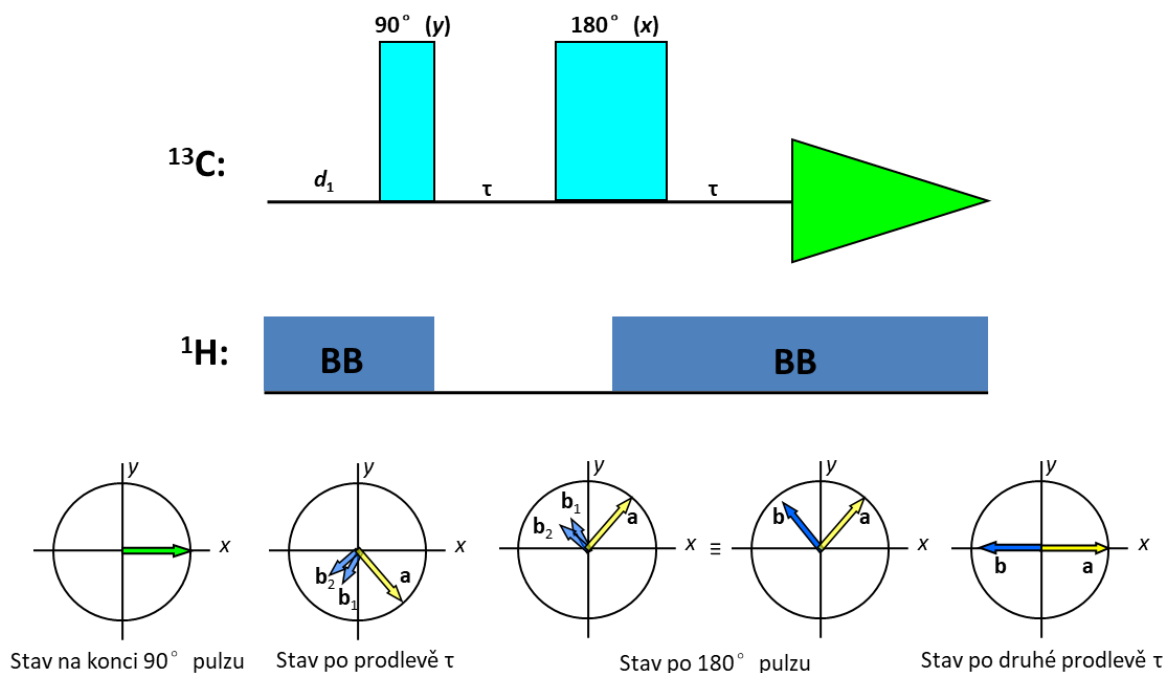 90° (y) 180° (x)
¹³C:
d₁ τ τ
¹H:
BB BB
y y y y y
x x x x x
b₂ b₁ a
b₁ b₂ a
≡
b a
b a
Stav na konci 90° pulzu
Stav po prodlevě τ
Stav po 180° pulzu
Stav po druhé prodlevě τ